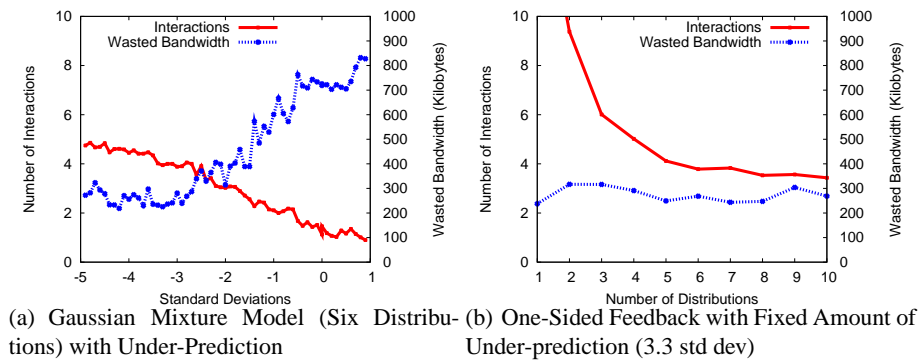 Interactions
Wasted Bandwidth
10
8
6
4
2
0
Number of Interactions
1000
900
800
700
600
500
400
300
200
100
0
Wasted Bandwidth (Kilobytes)
-5 -4 -3 -2 -1 0 1
Standard Deviations
(a) Gaussian Mixture Model (Six Distribu-
tions) with Under-Prediction
Interactions
Wasted Bandwidth
10
8
6
4
2
0
Number of Interactions
1000
900
800
700
600
500
400
300
200
100
0
Wasted Bandwidth (Kilobytes)
1 2 3 4 5 6 7 8 9 10
Number of Distributions
(b) One-Sided Feedback with Fixed Amount of
Under-prediction (3.3 std dev)